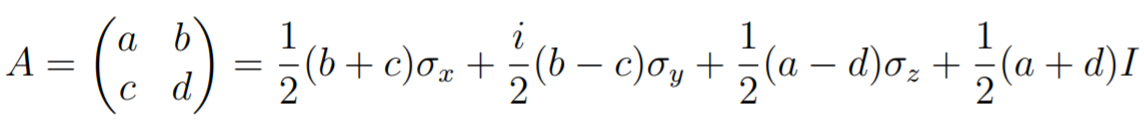 $A = \begin{pmatrix} a & b \\ c & d \end{pmatrix} = \frac{1}{2}(b + c)\sigma_x + \frac{i}{2}(b - c)\sigma_y + \frac{1}{2}(a - d)\sigma_z + \frac{1}{2}(a + d)I$